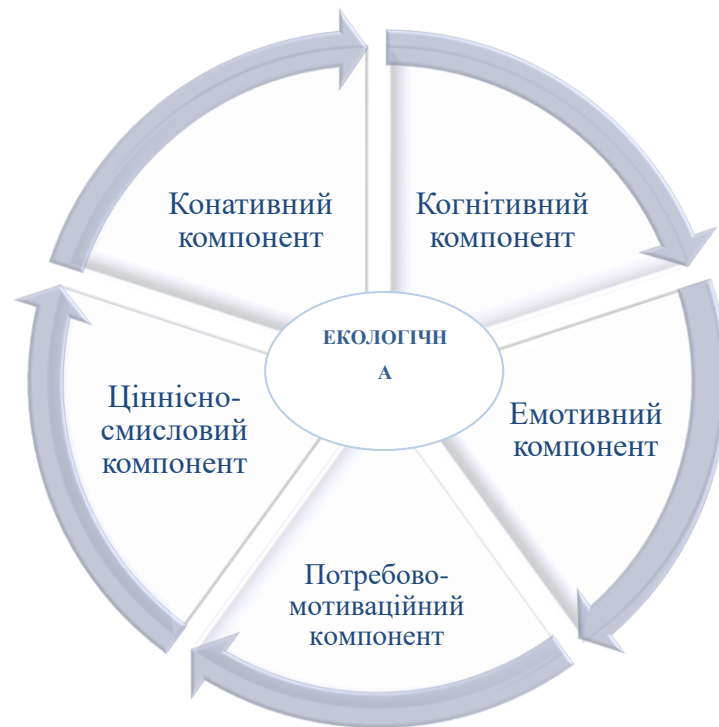 Конативний
компонент
Когнітивний
компонент
ЕКОЛОГІЧН
А
Ціннісно-
смисловий
компонент
Емотивний
компонент
Потребово-
мотиваційний
компонент